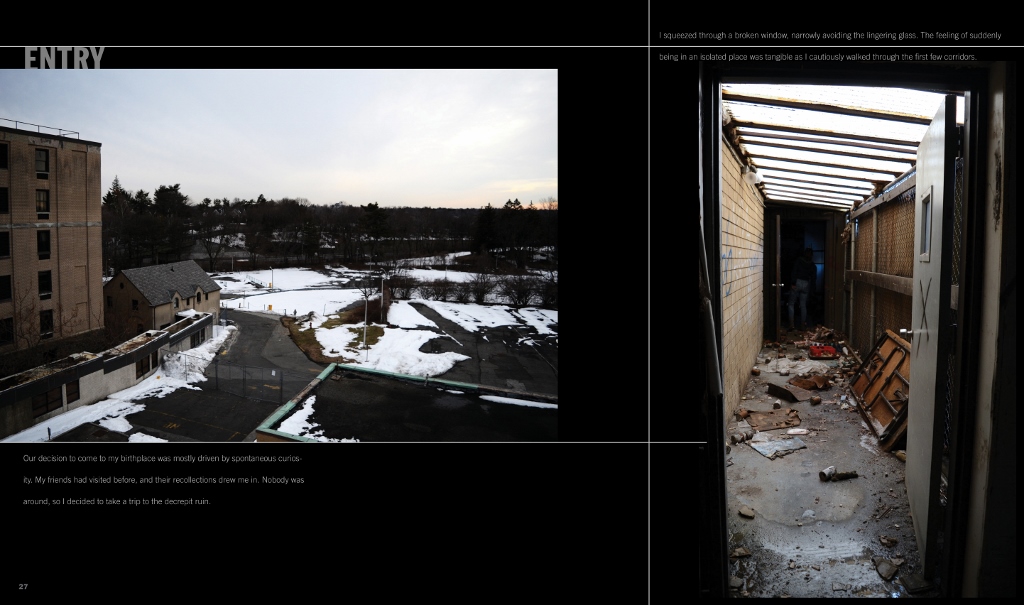 ENTRY
I squeezed through a broken window, narrowly avoiding the lingering glass. The feeling of suddenly
being in an isolated place was tangible as I cautiously walked through the first few corridors.
Our decision to come to my birthplace was mostly driven by spontaneous curios-
ity. My friends had visited before, and their recollections drew me in. Nobody was
around, so I decided to take a trip to the decrepit ruin.
27